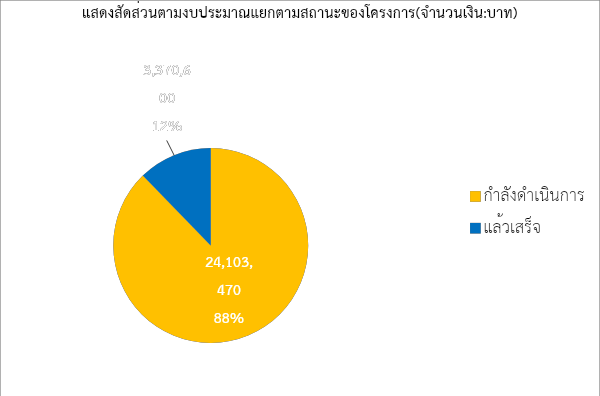 แสดงสัดส่วนตามงบประมาณแยกตามสถานะของโครงการ(จำนวนเงิน:บาท)
3,370,6
00
12%
กำลังดำเนินการ
แล้วเสร็จ
24,103,
470
88%